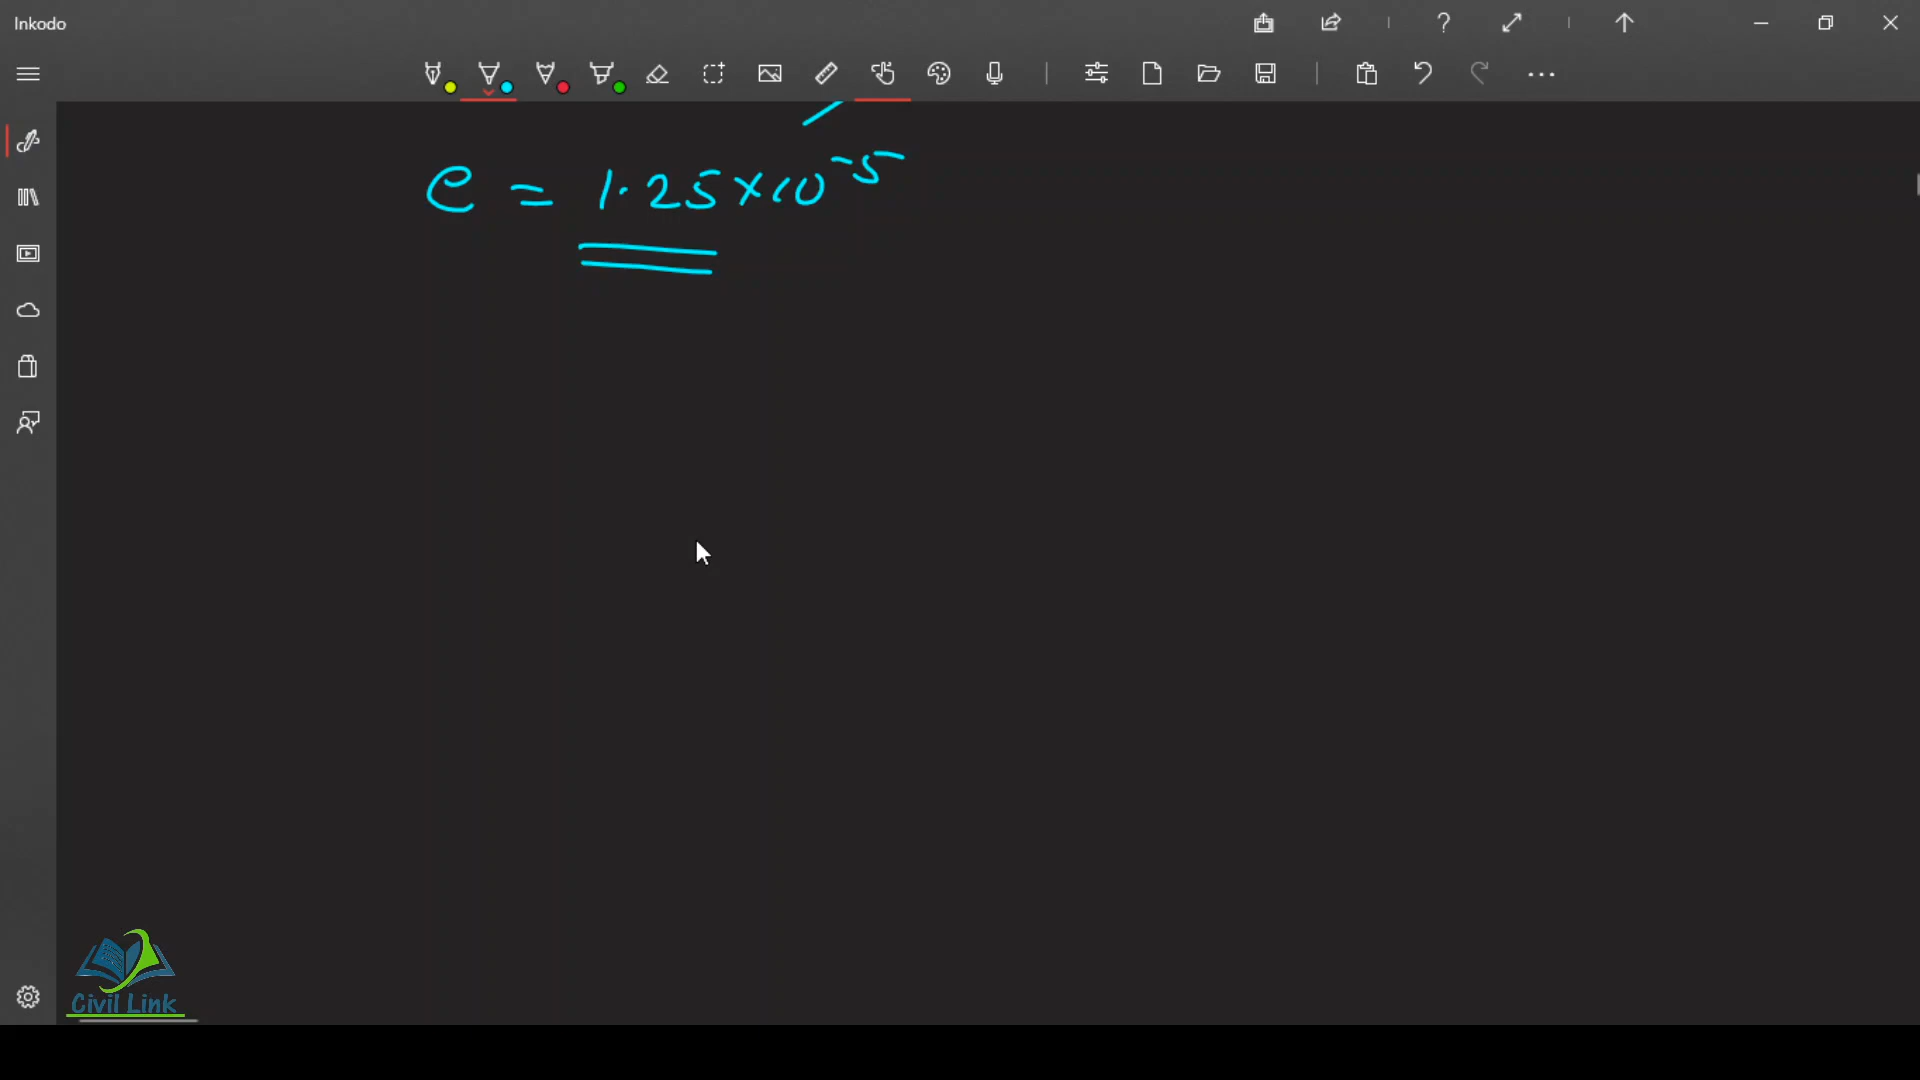 Inkodo
e = 1.25×10⁻⁵
Civil Link